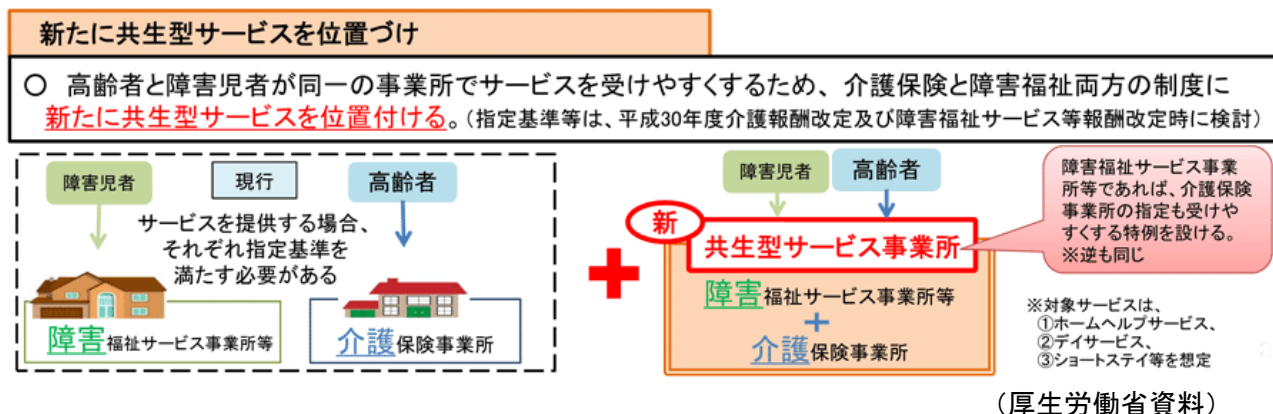 新たに共生型サービスを位置づけ
○ 高齢者と障害児者が同一の事業所でサービスを受けやすくするため、介護保険と障害福祉両方の制度に
新たに共生型サービスを位置付ける。（指定基準等は、平成30年度介護報酬改定及び障害福祉サービス等報酬改定時に検討）
障害児者
現行
高齢者
サービスを提供する場合、
それぞれ指定基準を
満たす必要がある
障害福祉サービス事業所等
介護保険事業所
障害児者
高齢者
新
共生型サービス事業所
障害福祉サービス事業所等
＋
介護保険事業所
障害福祉サービス事業
所等であれば、介護保険
事業所の指定も受けや
すくする特例を設ける。
※逆も同じ
※対象サービスは、
①ホームヘルプサービス、
②デイサービス、
③ショートステイ等を想定
（厚生労働省資料）